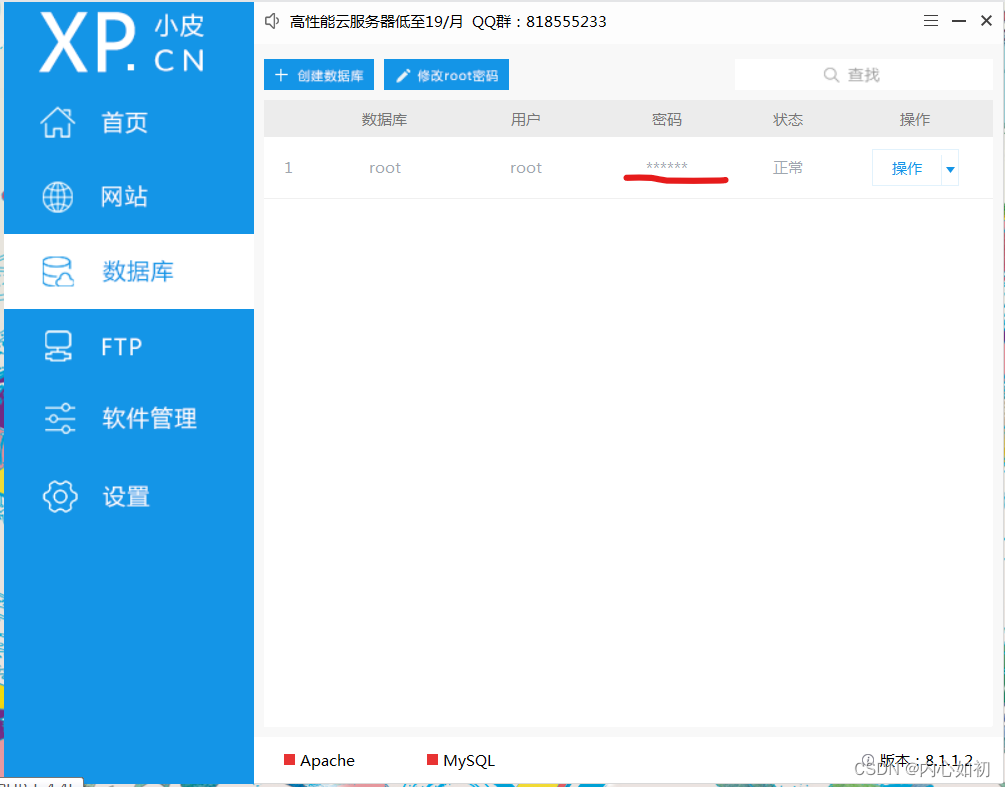 XP.小皮CN
高性能云服务器低至19/月 QQ群：818555233
首页
网站
数据库
FTP
软件管理
设置
创建数据库 修改root密码 查找
数据库 用户 密码 状态 操作
1 root root ****** 正常 操作
Apache MySQL 版本：8.1.1.2
CSDN @内心如初